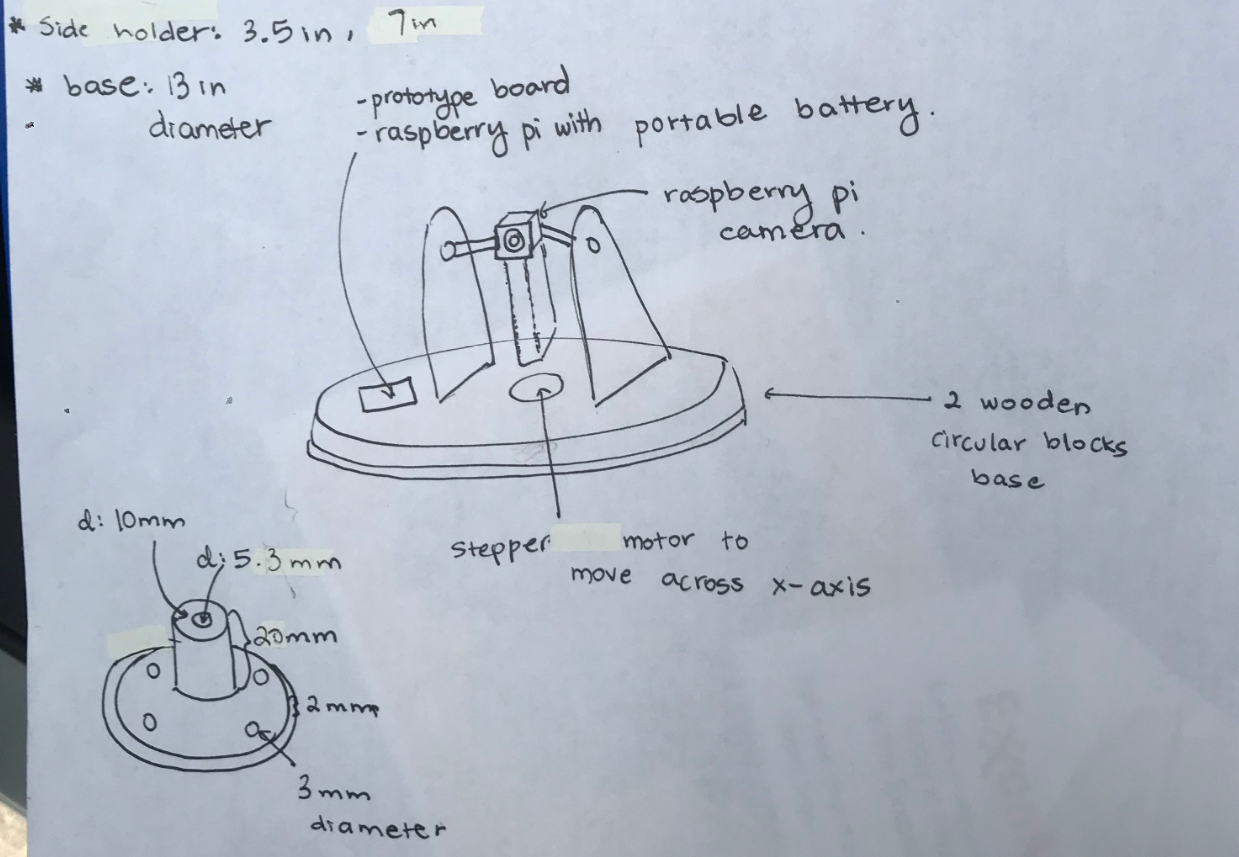 * Side holder: 3.5 in, 7in
* base: 13 in
diameter
- prototype board
- raspberry pi with portable battery.
raspberry pi
camera.
2 wooden
circular blocks
base
stepper motor to
move across x-axis
d: 10mm
d: 5.3 mm
20mm
2mm
3mm
diameter